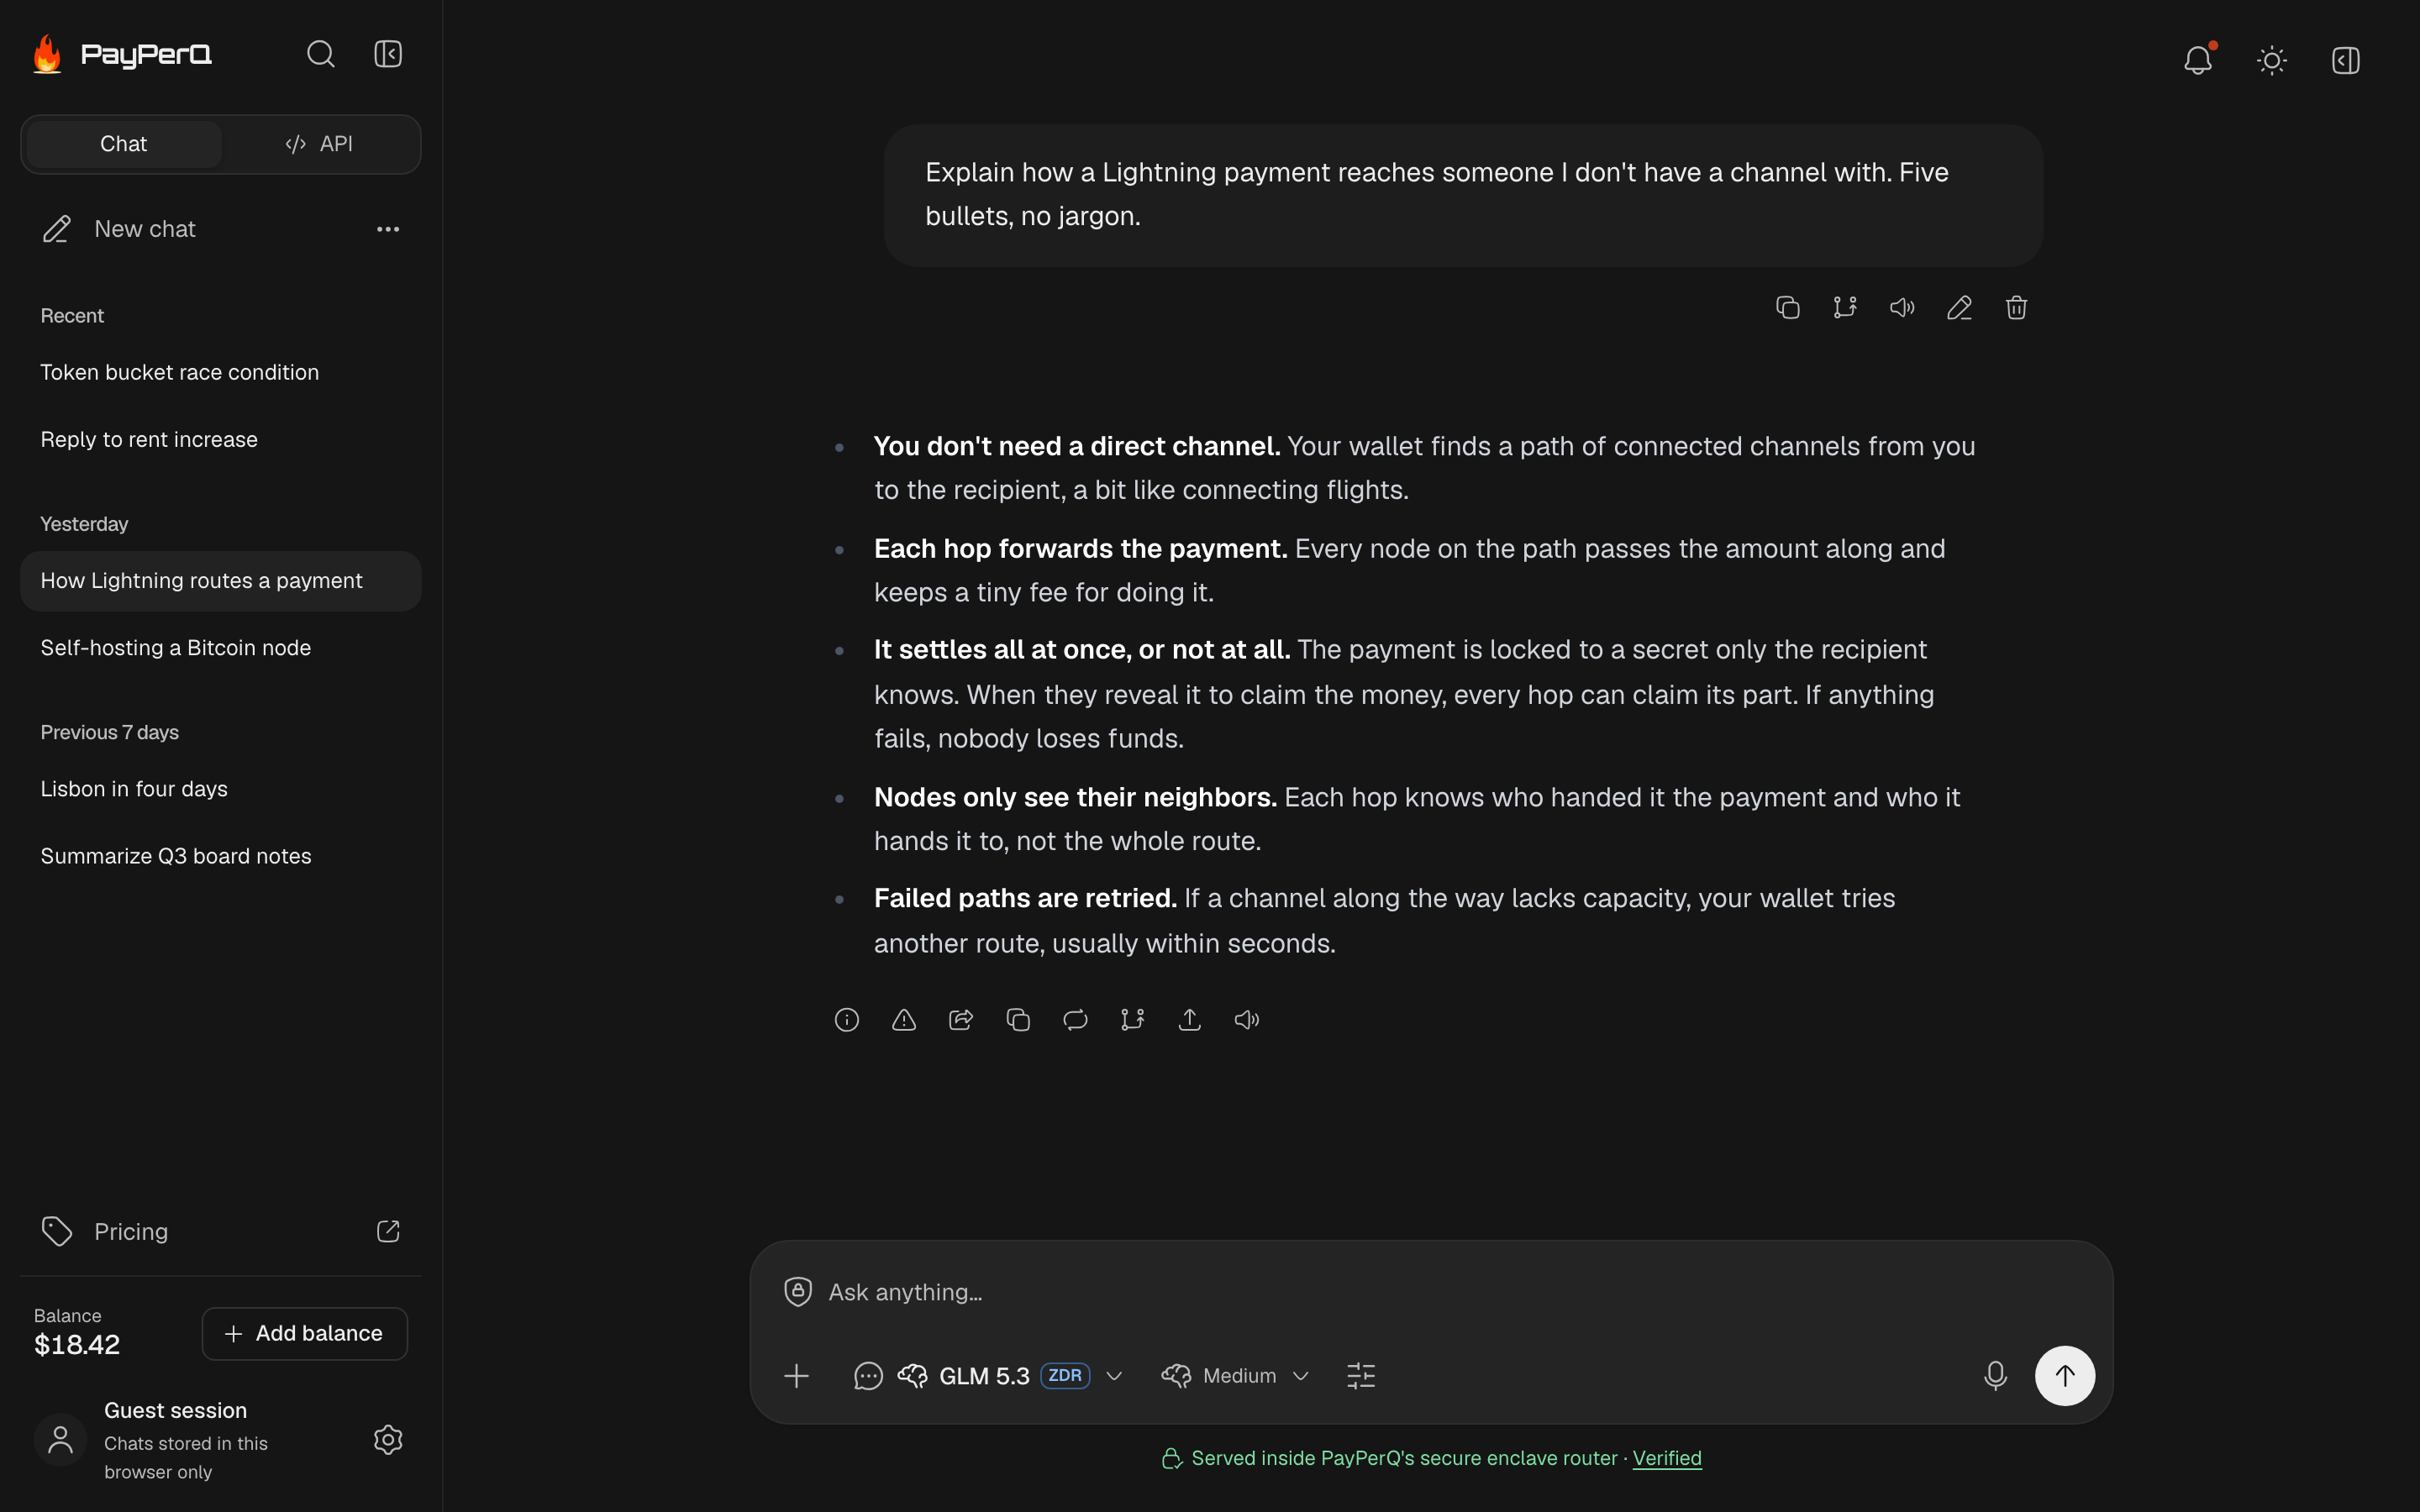 PayPerQ
Chat
</> API
New chat
Recent
Token bucket race condition
Reply to rent increase
Yesterday
How Lightning routes a payment
Self-hosting a Bitcoin node
Previous 7 days
Lisbon in four days
Summarize Q3 board notes
Pricing
Balance
$18.42
Add balance
Guest session
Chats stored in this
browser only
Explain how a Lightning payment reaches someone I don't have a channel with. Five
bullets, no jargon.
You don't need a direct channel. Your wallet finds a path of connected channels from you
to the recipient, a bit like connecting flights.
Each hop forwards the payment. Every node on the path passes the amount along and
keeps a tiny fee for doing it.
It settles all at once, or not at all. The payment is locked to a secret only the recipient
knows. When they reveal it to claim the money, every hop can claim its part. If anything
fails, nobody loses funds.
Nodes only see their neighbors. Each hop knows who handed it the payment and who it
hands it to, not the whole route.
Failed paths are retried. If a channel along the way lacks capacity, your wallet tries
another route, usually within seconds.
Ask anything…
GLM 5.3 ZDR Medium
Served inside PayPerQ's secure enclave router · Verified